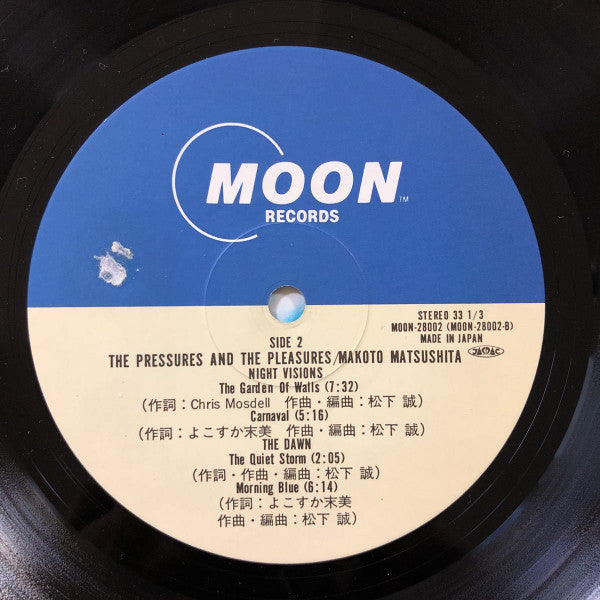 MOON™
RECORDS
STEREO 33 1/3
MOON-28002 (MOON-28002-B)
MADE IN JAPAN
SIDE 2
THE PRESSURES AND THE PLEASURES/MAKOTO MATSUSHITA JASRAC
NIGHT VISIONS
The Garden Of Walls (7:32)
(作詞：Chris Mosdell 作曲・編曲：松下 誠)
Carnaval (5:16)
(作詞：よこすか末美 作曲・編曲：松下 誠)
THE DAWN
The Quiet Storm (2:05)
(作詞・作曲・編曲：松下 誠)
Morning Blue (6:14)
(作詞：よこすか末美
作曲・編曲：松下 誠)